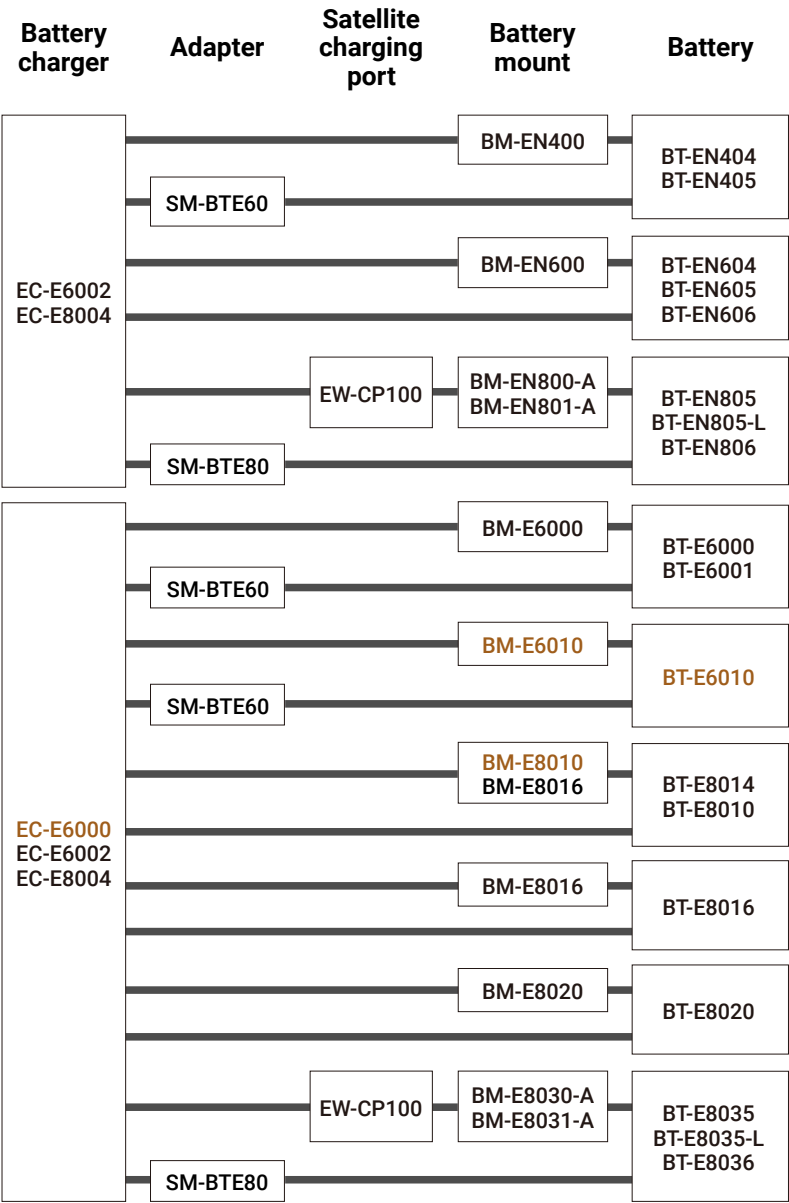 Battery
charger
Adapter
Satellite
charging
port
Battery
mount
Battery
EC-E6002
EC-E8004
BM-EN400
BT-EN404
BT-EN405
SM-BTE60
BM-EN600
BT-EN604
BT-EN605
BT-EN606
EW-CP100
BM-EN800-A
BM-EN801-A
BT-EN805
BT-EN805-L
BT-EN806
SM-BTE80
EC-E6000
EC-E6002
EC-E8004
BM-E6000
BT-E6000
BT-E6001
SM-BTE60
BM-E6010
BT-E6010
SM-BTE60
BM-E8010
BM-E8016
BT-E8014
BT-E8010
BM-E8016
BT-E8016
BM-E8020
BT-E8020
EW-CP100
BM-E8030-A
BM-E8031-A
BT-E8035
BT-E8035-L
BT-E8036
SM-BTE80